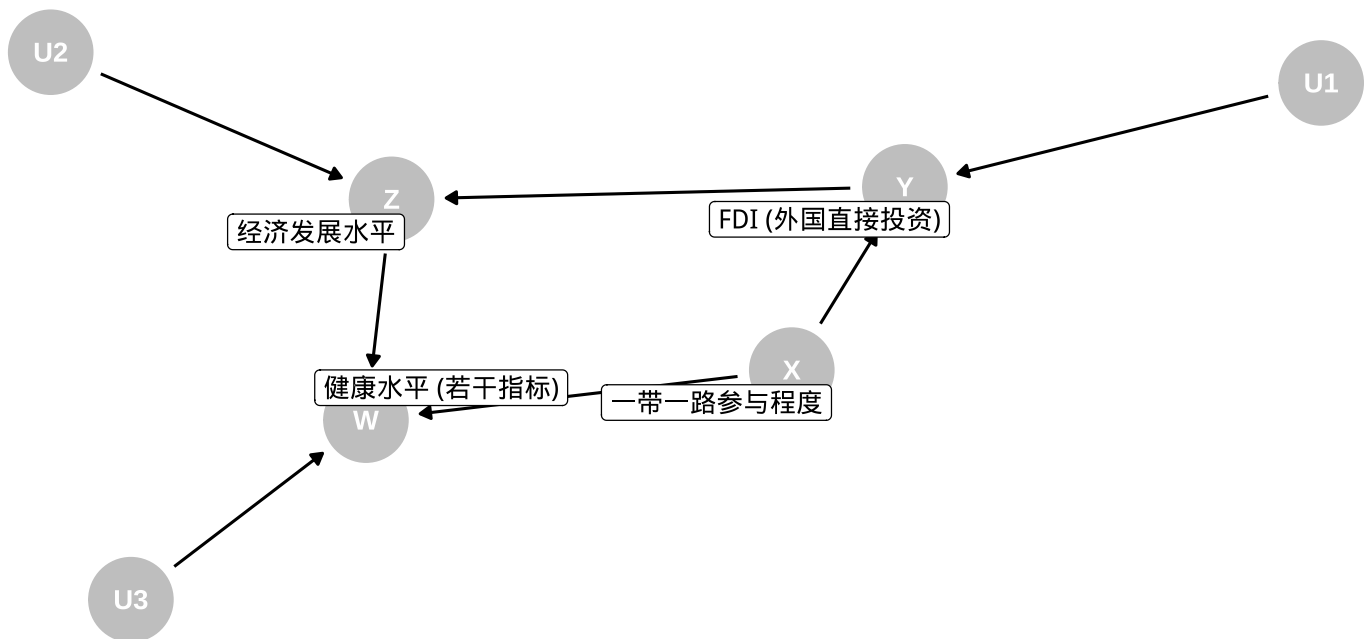 U2
U1
Z
Y
经济发展水平
FDI (外国直接投资)
X
健康水平 (若干指标)
一带一路参与程度
W
U3